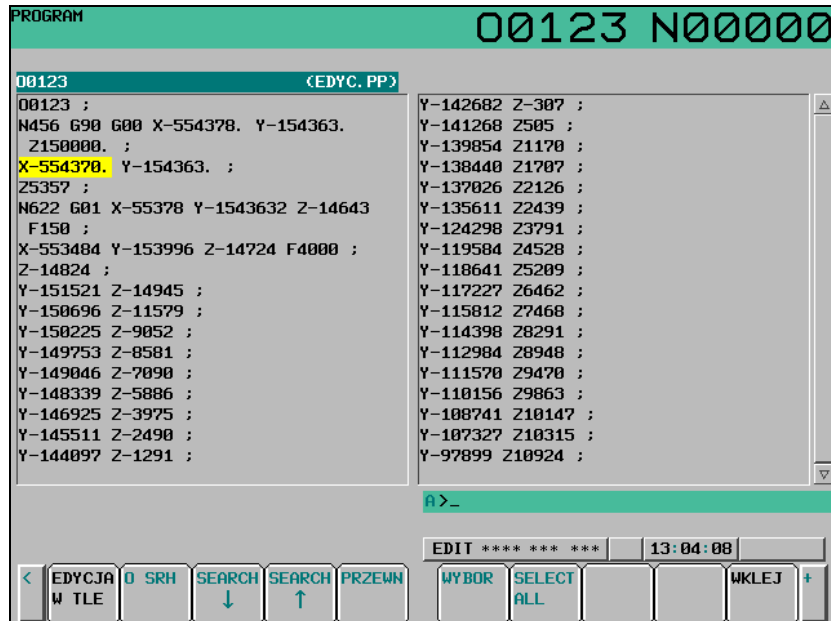 PROGRAM
O0123 N00000
O0123 (EDYC.PP)
O0123 ;
N456 G90 G00 X-554378. Y-154363.
Z150000. ;
X-554370. Y-154363. ;
Z5357 ;
N622 G01 X-55378 Y-1543632 Z-14643
F150 ;
X-553484 Y-153996 Z-14724 F4000 ;
Z-14824 ;
Y-151521 Z-14945 ;
Y-150696 Z-11579 ;
Y-150225 Z-9052 ;
Y-149753 Z-8581 ;
Y-149046 Z-7090 ;
Y-148339 Z-5886 ;
Y-146925 Z-3975 ;
Y-145511 Z-2490 ;
Y-144097 Z-1291 ;
Y-142682 Z-307 ;
Y-141268 Z505 ;
Y-139854 Z1170 ;
Y-138440 Z1707 ;
Y-137026 Z2126 ;
Y-135611 Z2439 ;
Y-124298 Z3791 ;
Y-119584 Z4528 ;
Y-118641 Z5209 ;
Y-117227 Z6462 ;
Y-115812 Z7468 ;
Y-114398 Z8291 ;
Y-112984 Z8948 ;
Y-111570 Z9470 ;
Y-110156 Z9863 ;
Y-108741 Z10147 ;
Y-107327 Z10315 ;
Y-97899 Z10924 ;
A>_
EDIT **** *** *** 13:04:08
< EDYCJA W TLE
O SRH
SEARCH ↓
SEARCH ↑
PRZEWN
WYBOR
SELECT ALL
WKLEJ
+